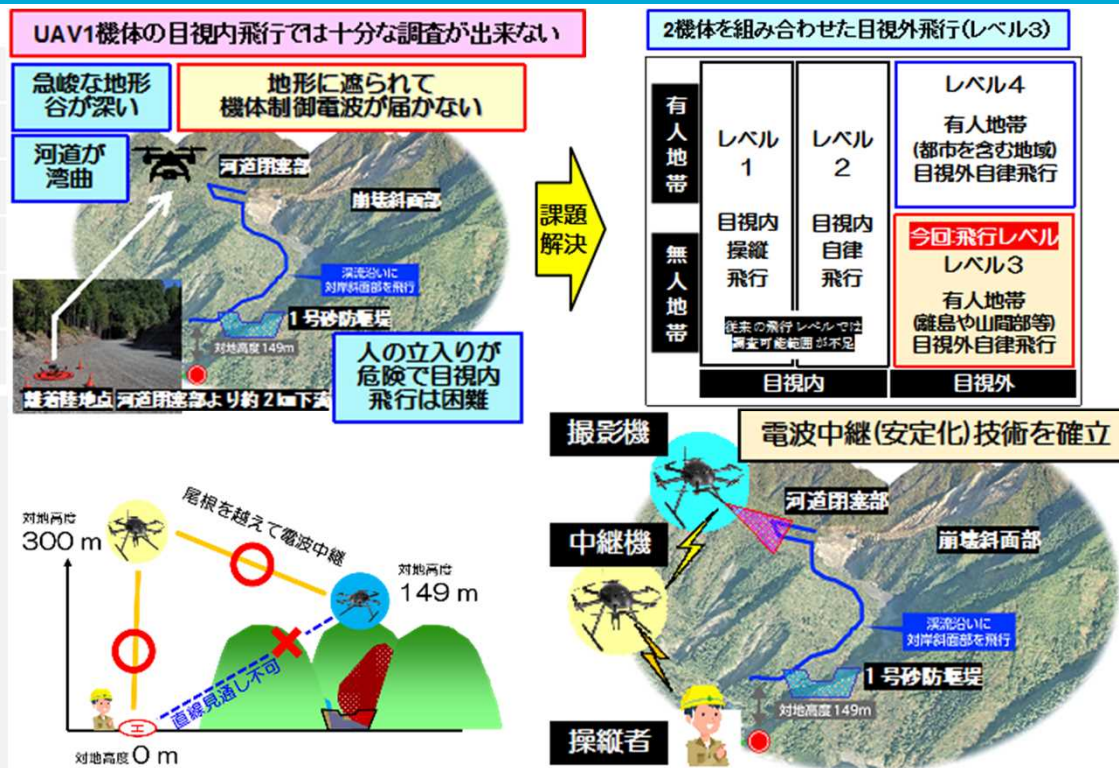 UAV1機体の目視内飛行では十分な調査が出来ない
急峻な地形
谷が深い
地形に遮られて
機体制御電波が届かない
河道が
湾曲
河道閉塞部
崩壊斜面部
渓流沿いに
対岸斜面部を飛行
1号砂防堰堤
対地高度149m
人の立入りが
危険で目視内
飛行は困難
離着陸地点 河道閉塞部より約2km下流
課題
解決
2機体を組み合わせた目視外飛行(レベル3)
有人地帯
無人地帯
レベル
1
目視内
操縦
飛行
レベル
2
目視内
自律
飛行
従来の飛行レベルでは
調査可能範囲が不足
レベル4
有人地帯
(都市を含む地域)
目視外自律飛行
今回:飛行レベル
レベル3
有人地帯
(離島や山間部等)
目視外自律飛行
目視内
目視外
対地高度
300 m
尾根を越えて電波中継
対地高度
149 m
直線見通し不可
対地高度 0 m
撮影機
電波中継(安定化)技術を確立
河道閉塞部
中継機
崩壊斜面部
渓流沿いに
対岸斜面部を飛行
1号砂防堰堤
対地高度149m
操縦者